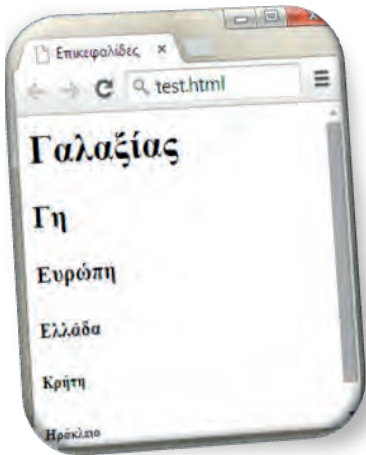 Επικεφαλίδες ×
test.html
Γαλαξίας
Γη
Ευρώπη
Ελλάδα
Κρήτη
Ηράκλειο